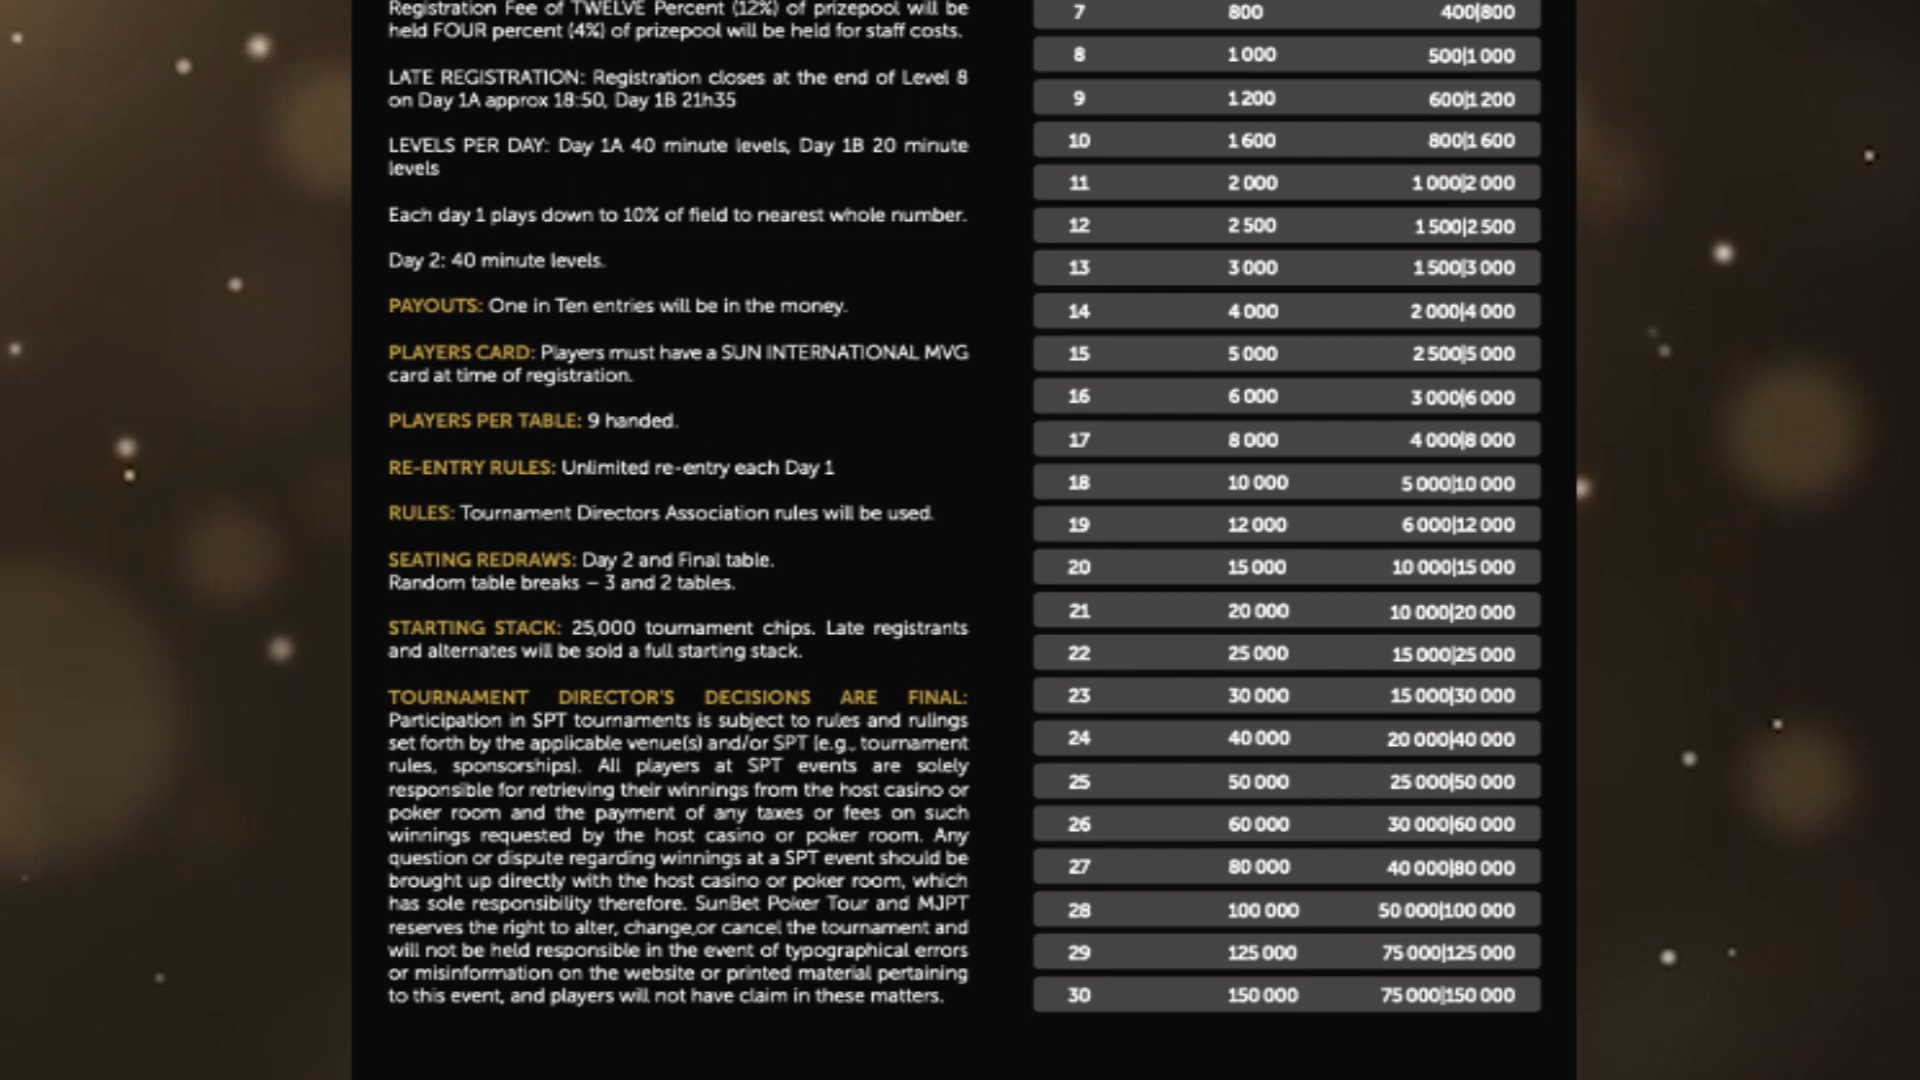 Registration Fee of TWELVE Percent (12%) of prizepool will be
held FOUR percent (4%) of prizepool will be held for staff costs.
LATE REGISTRATION: Registration closes at the end of Level 8
on Day 1A approx 18:50, Day 1B 21h35
LEVELS PER DAY: Day 1A 40 minute levels, Day 1B 20 minute
levels
Each day 1 plays down to 10% of field to nearest whole number.
Day 2: 40 minute levels.
PAYOUTS: One in Ten entries will be in the money.
PLAYERS CARD: Players must have a SUN INTERNATIONAL MVG
card at time of registration.
PLAYERS PER TABLE: 9 handed.
RE-ENTRY RULES: Unlimited re-entry each Day 1
RULES: Tournament Directors Association rules will be used.
SEATING REDRAWS: Day 2 and Final table.
Random table breaks – 3 and 2 tables.
STARTING STACK: 25,000 tournament chips. Late registrants
and alternates will be sold a full starting stack.
TOURNAMENT DIRECTOR'S DECISIONS ARE FINAL:
Participation in SPT tournaments is subject to rules and rulings
set forth by the applicable venue(s) and/or SPT (e.g., tournament
rules, sponsorships). All players at SPT events are solely
responsible for retrieving their winnings from the host casino or
poker room and the payment of any taxes or fees on such
winnings requested by the host casino or poker room. Any
question or dispute regarding winnings at a SPT event should be
brought up directly with the host casino or poker room, which
has sole responsibility therefore. SunBet Poker Tour and MJPT
reserves the right to alter, change,or cancel the tournament and
will not be held responsible in the event of typographical errors
or misinformation on the website or printed material pertaining
to this event, and players will not have claim in these matters.
7 800 400|800
8 1 000 500|1 000
9 1 200 600|1 200
10 1 600 800|1 600
11 2 000 1 000|2 000
12 2 500 1 500|2 500
13 3 000 1 500|3 000
14 4 000 2 000|4 000
15 5 000 2 500|5 000
16 6 000 3 000|6 000
17 8 000 4 000|8 000
18 10 000 5 000|10 000
19 12 000 6 000|12 000
20 15 000 10 000|15 000
21 20 000 10 000|20 000
22 25 000 15 000|25 000
23 30 000 15 000|30 000
24 40 000 20 000|40 000
25 50 000 25 000|50 000
26 60 000 30 000|60 000
27 80 000 40 000|80 000
28 100 000 50 000|100 000
29 125 000 75 000|125 000
30 150 000 75 000|150 000